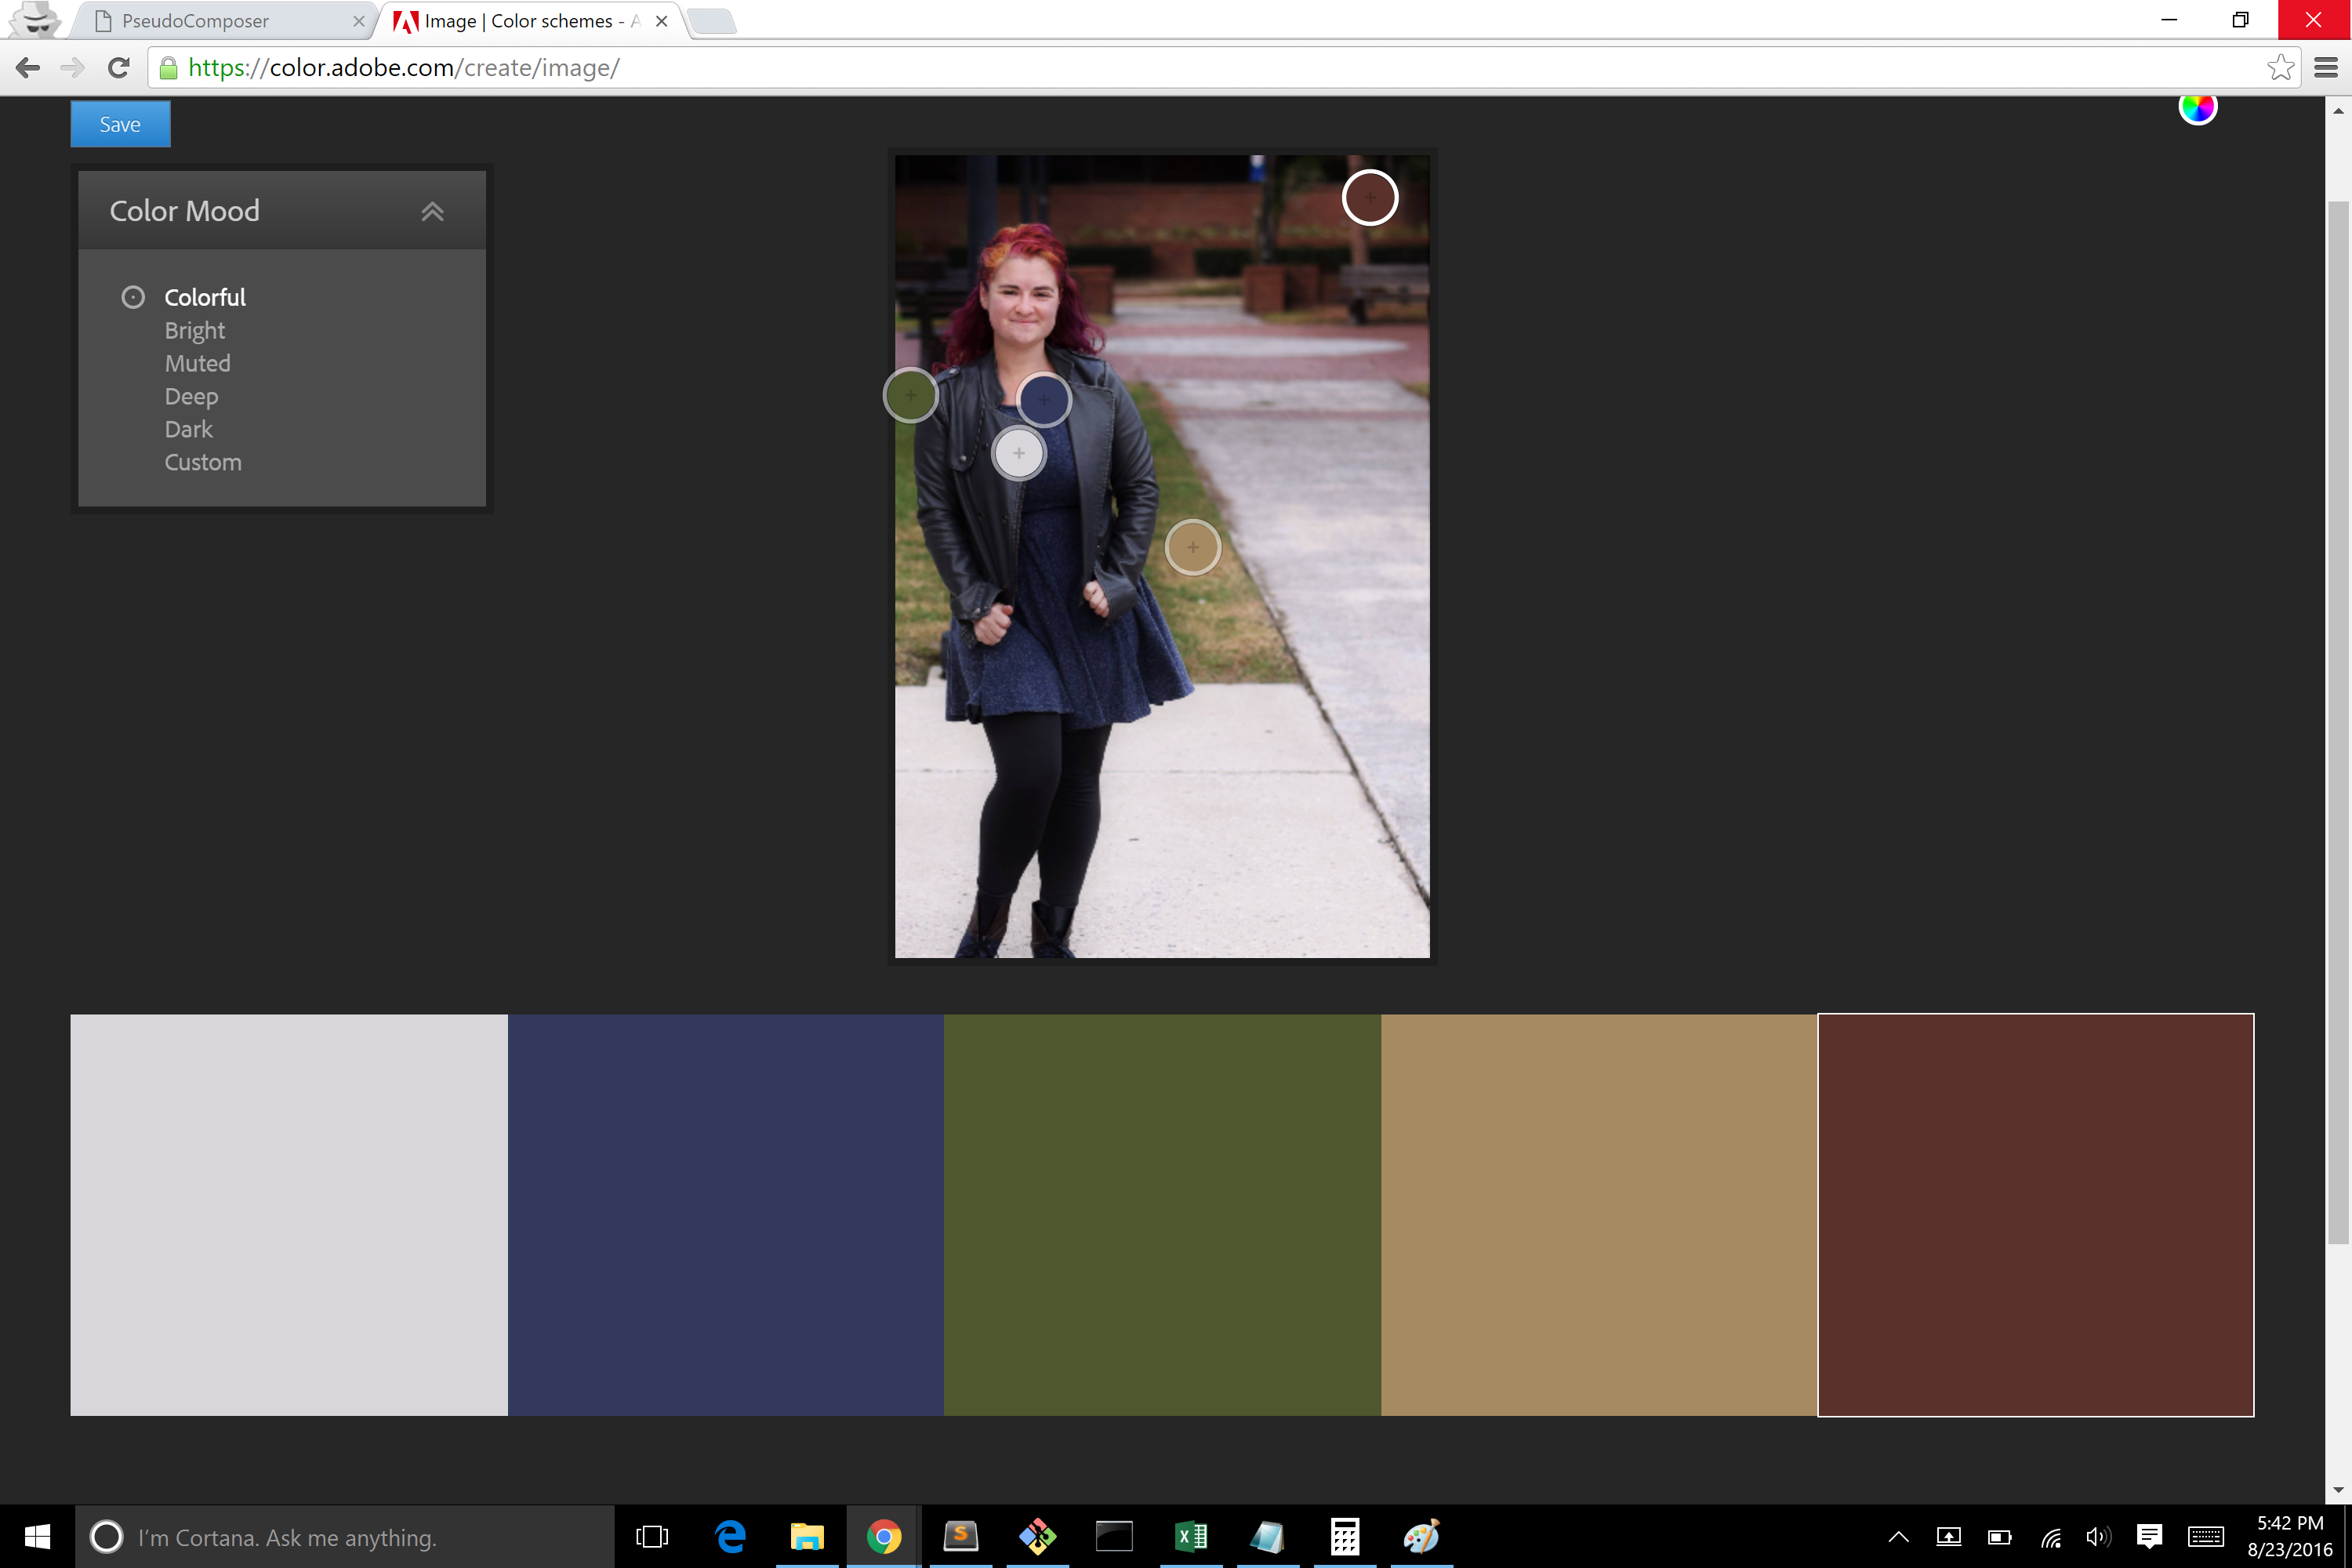 PseudoComposer
Image | Color schemes - A
https://color.adobe.com/create/image/
Save
Color Mood
Colorful
Bright
Muted
Deep
Dark
Custom
I'm Cortana. Ask me anything.
5:42 PM
8/23/2016